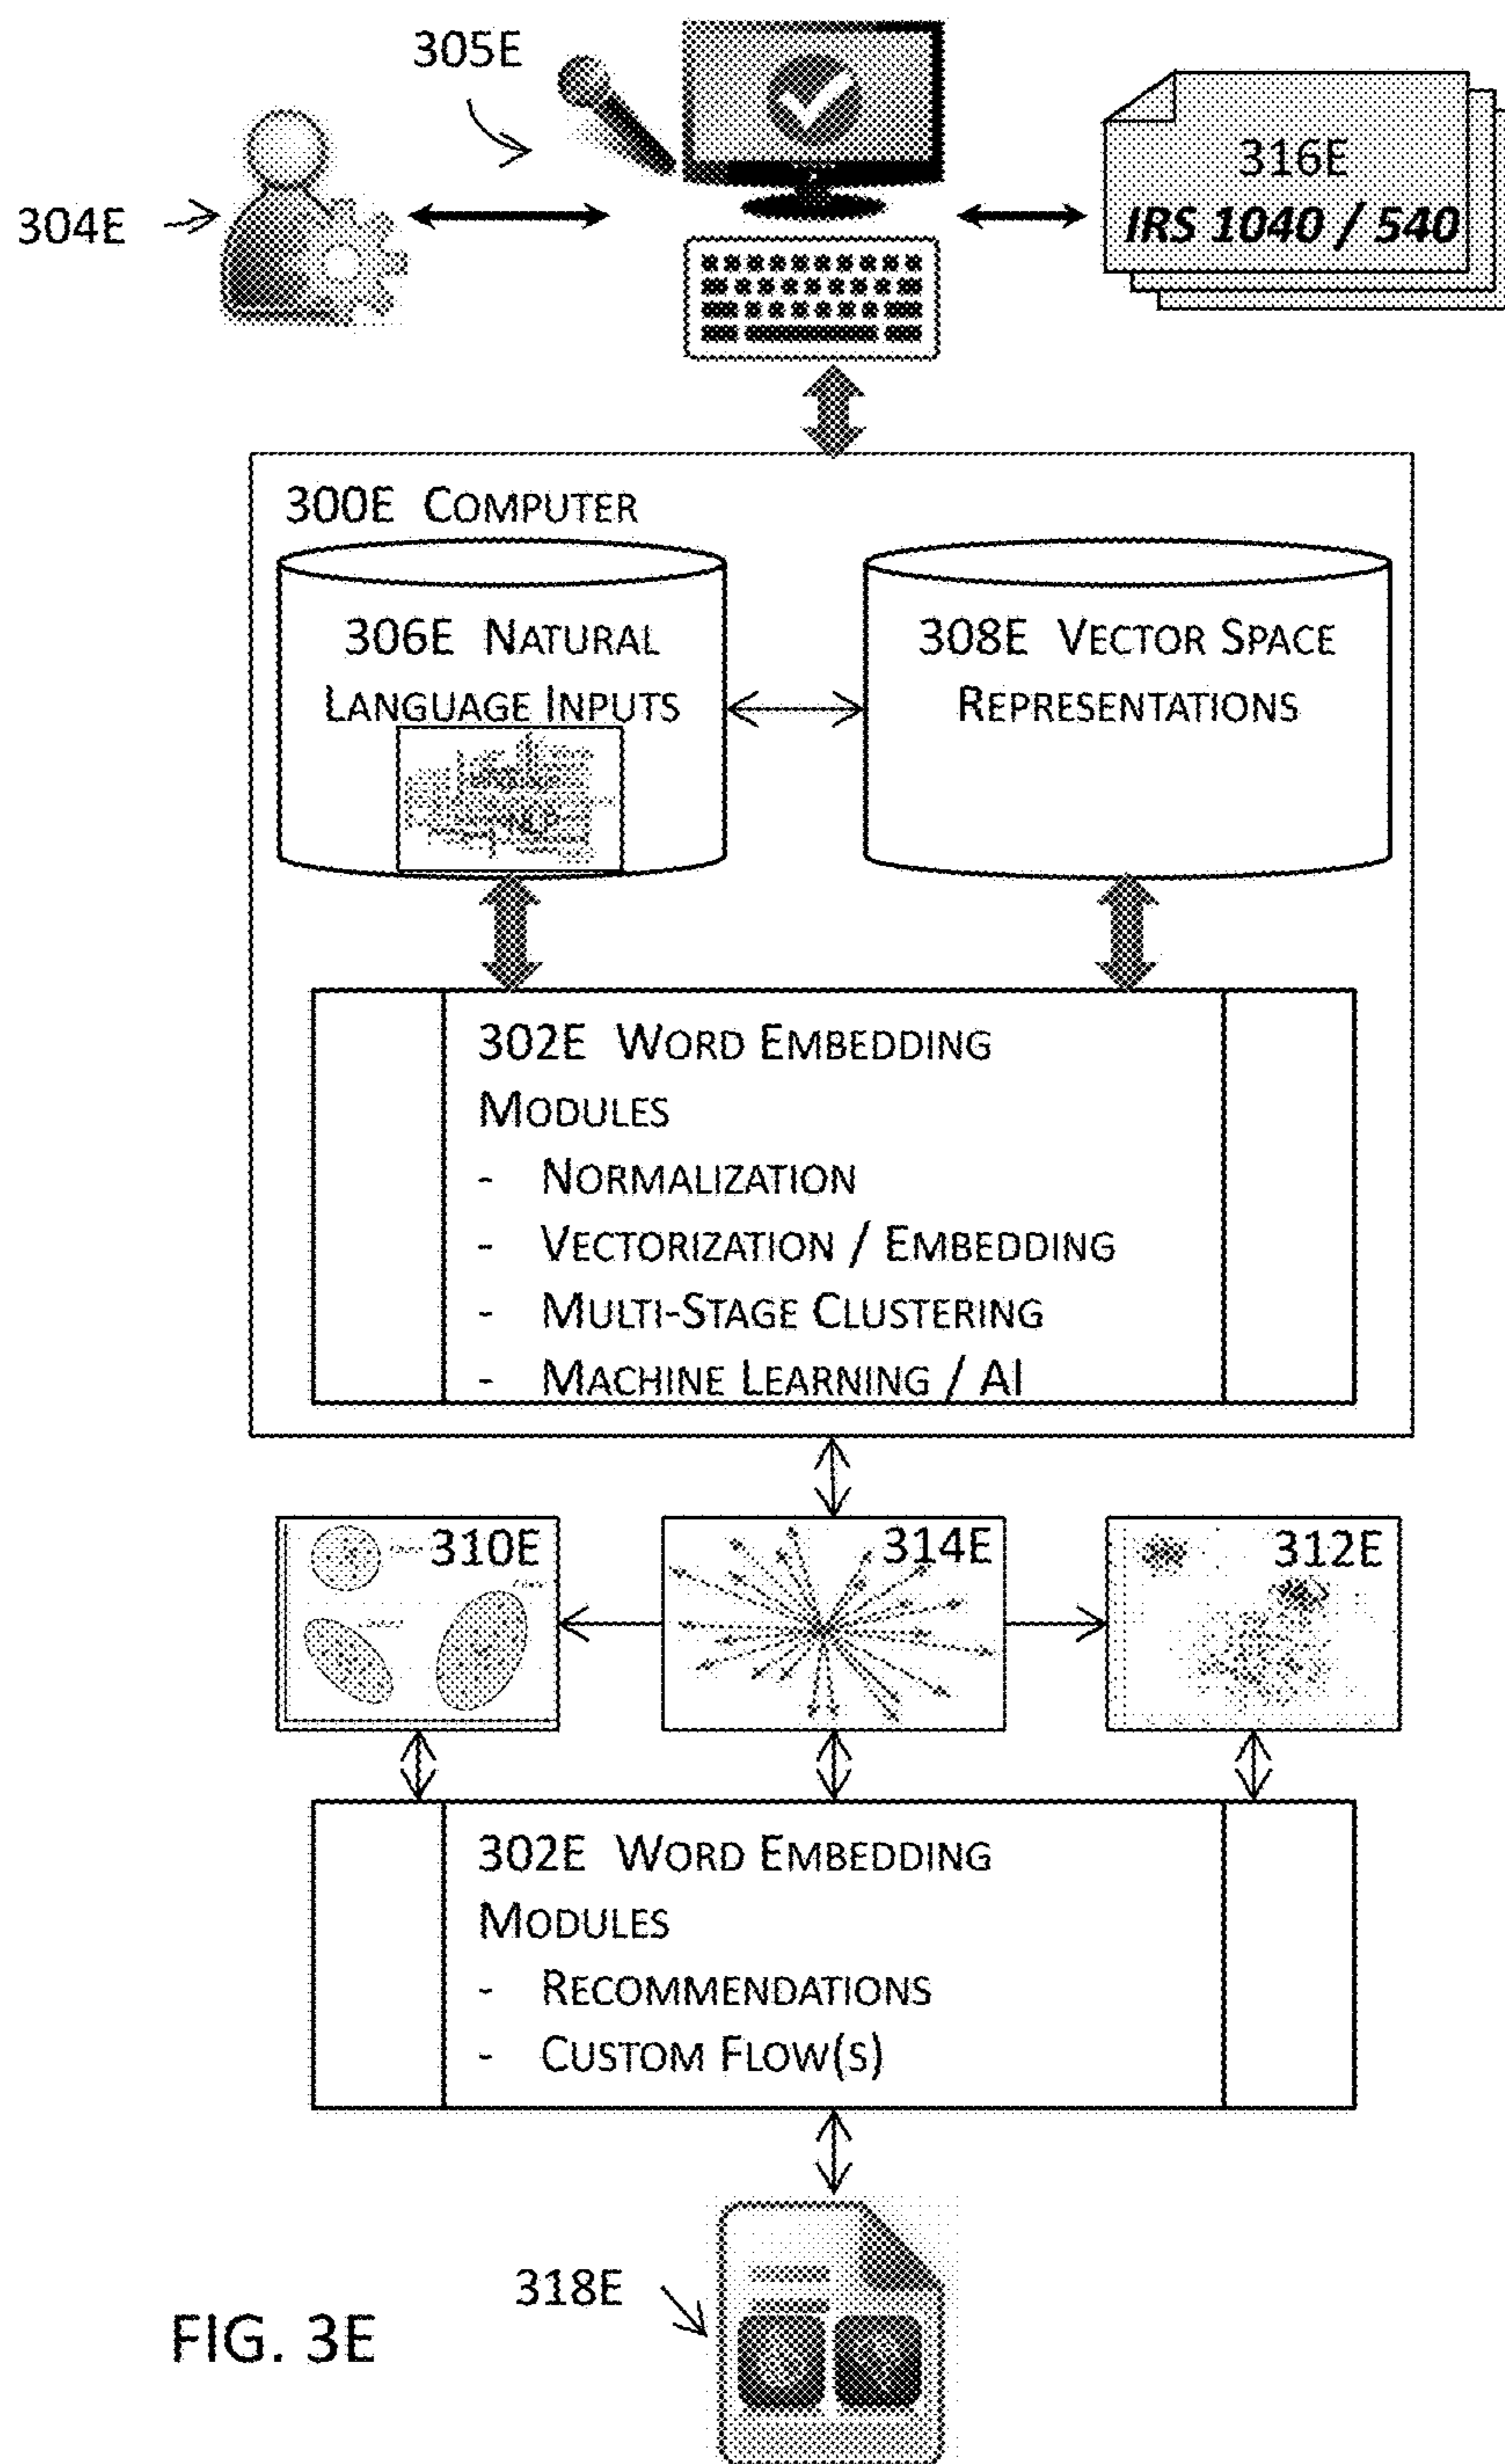 305E
304E
316E
IRS 1040 / 540
300E COMPUTER
306E NATURAL
LANGUAGE INPUTS
308E VECTOR SPACE
REPRESENTATIONS
302E WORD EMBEDDING
MODULES
- NORMALIZATION
- VECTORIZATION / EMBEDDING
- MULTI-STAGE CLUSTERING
- MACHINE LEARNING / AI
310E
314E
312E
302E WORD EMBEDDING
MODULES
- RECOMMENDATIONS
- CUSTOM FLOW(S)
318E
FIG. 3E